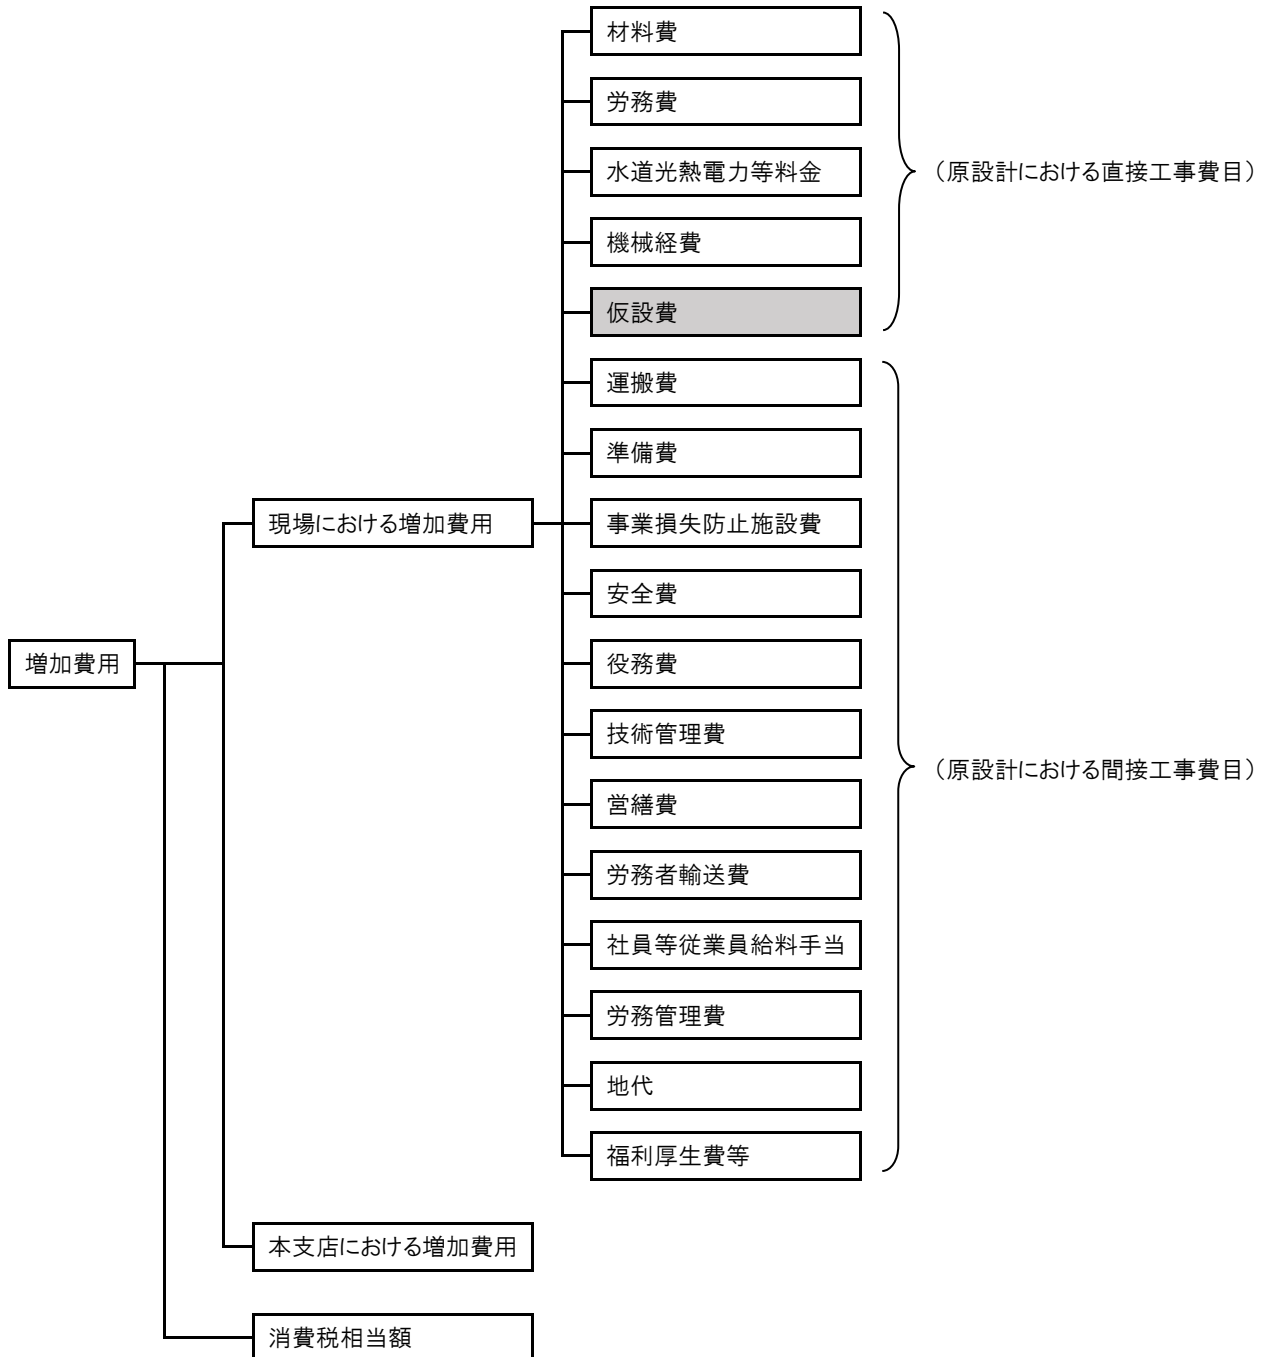 材料費
労務費
水道光熱電力等料金
（原設計における直接工事費目）
機械経費
仮設費
運搬費
準備費
現場における増加費用
事業損失防止施設費
安全費
増加費用
役務費
技術管理費
（原設計における間接工事費目）
営繕費
労務者輸送費
社員等従業員給料手当
労務管理費
地代
福利厚生費等
本支店における増加費用
消費税相当額